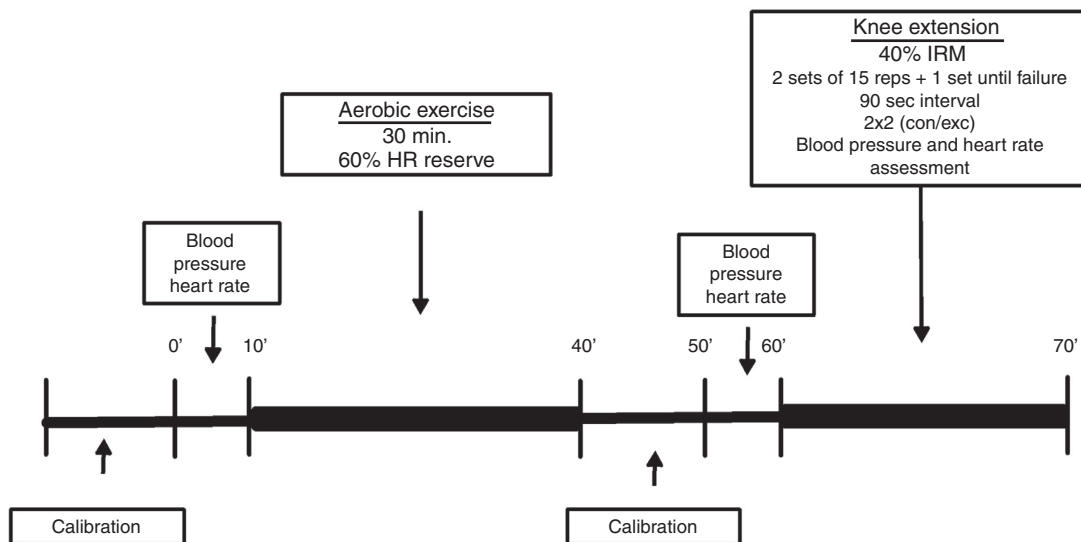 Knee extension
40% IRM
2 sets of 15 reps + 1 set until failure
90 sec interval
2x2 (con/exc)
Blood pressure and heart rate
assessment
Aerobic exercise
30 min.
60% HR reserve
Blood
pressure
heart rate
Blood
pressure
heart rate
0' 10' 40' 50' 60' 70'
Calibration
Calibration